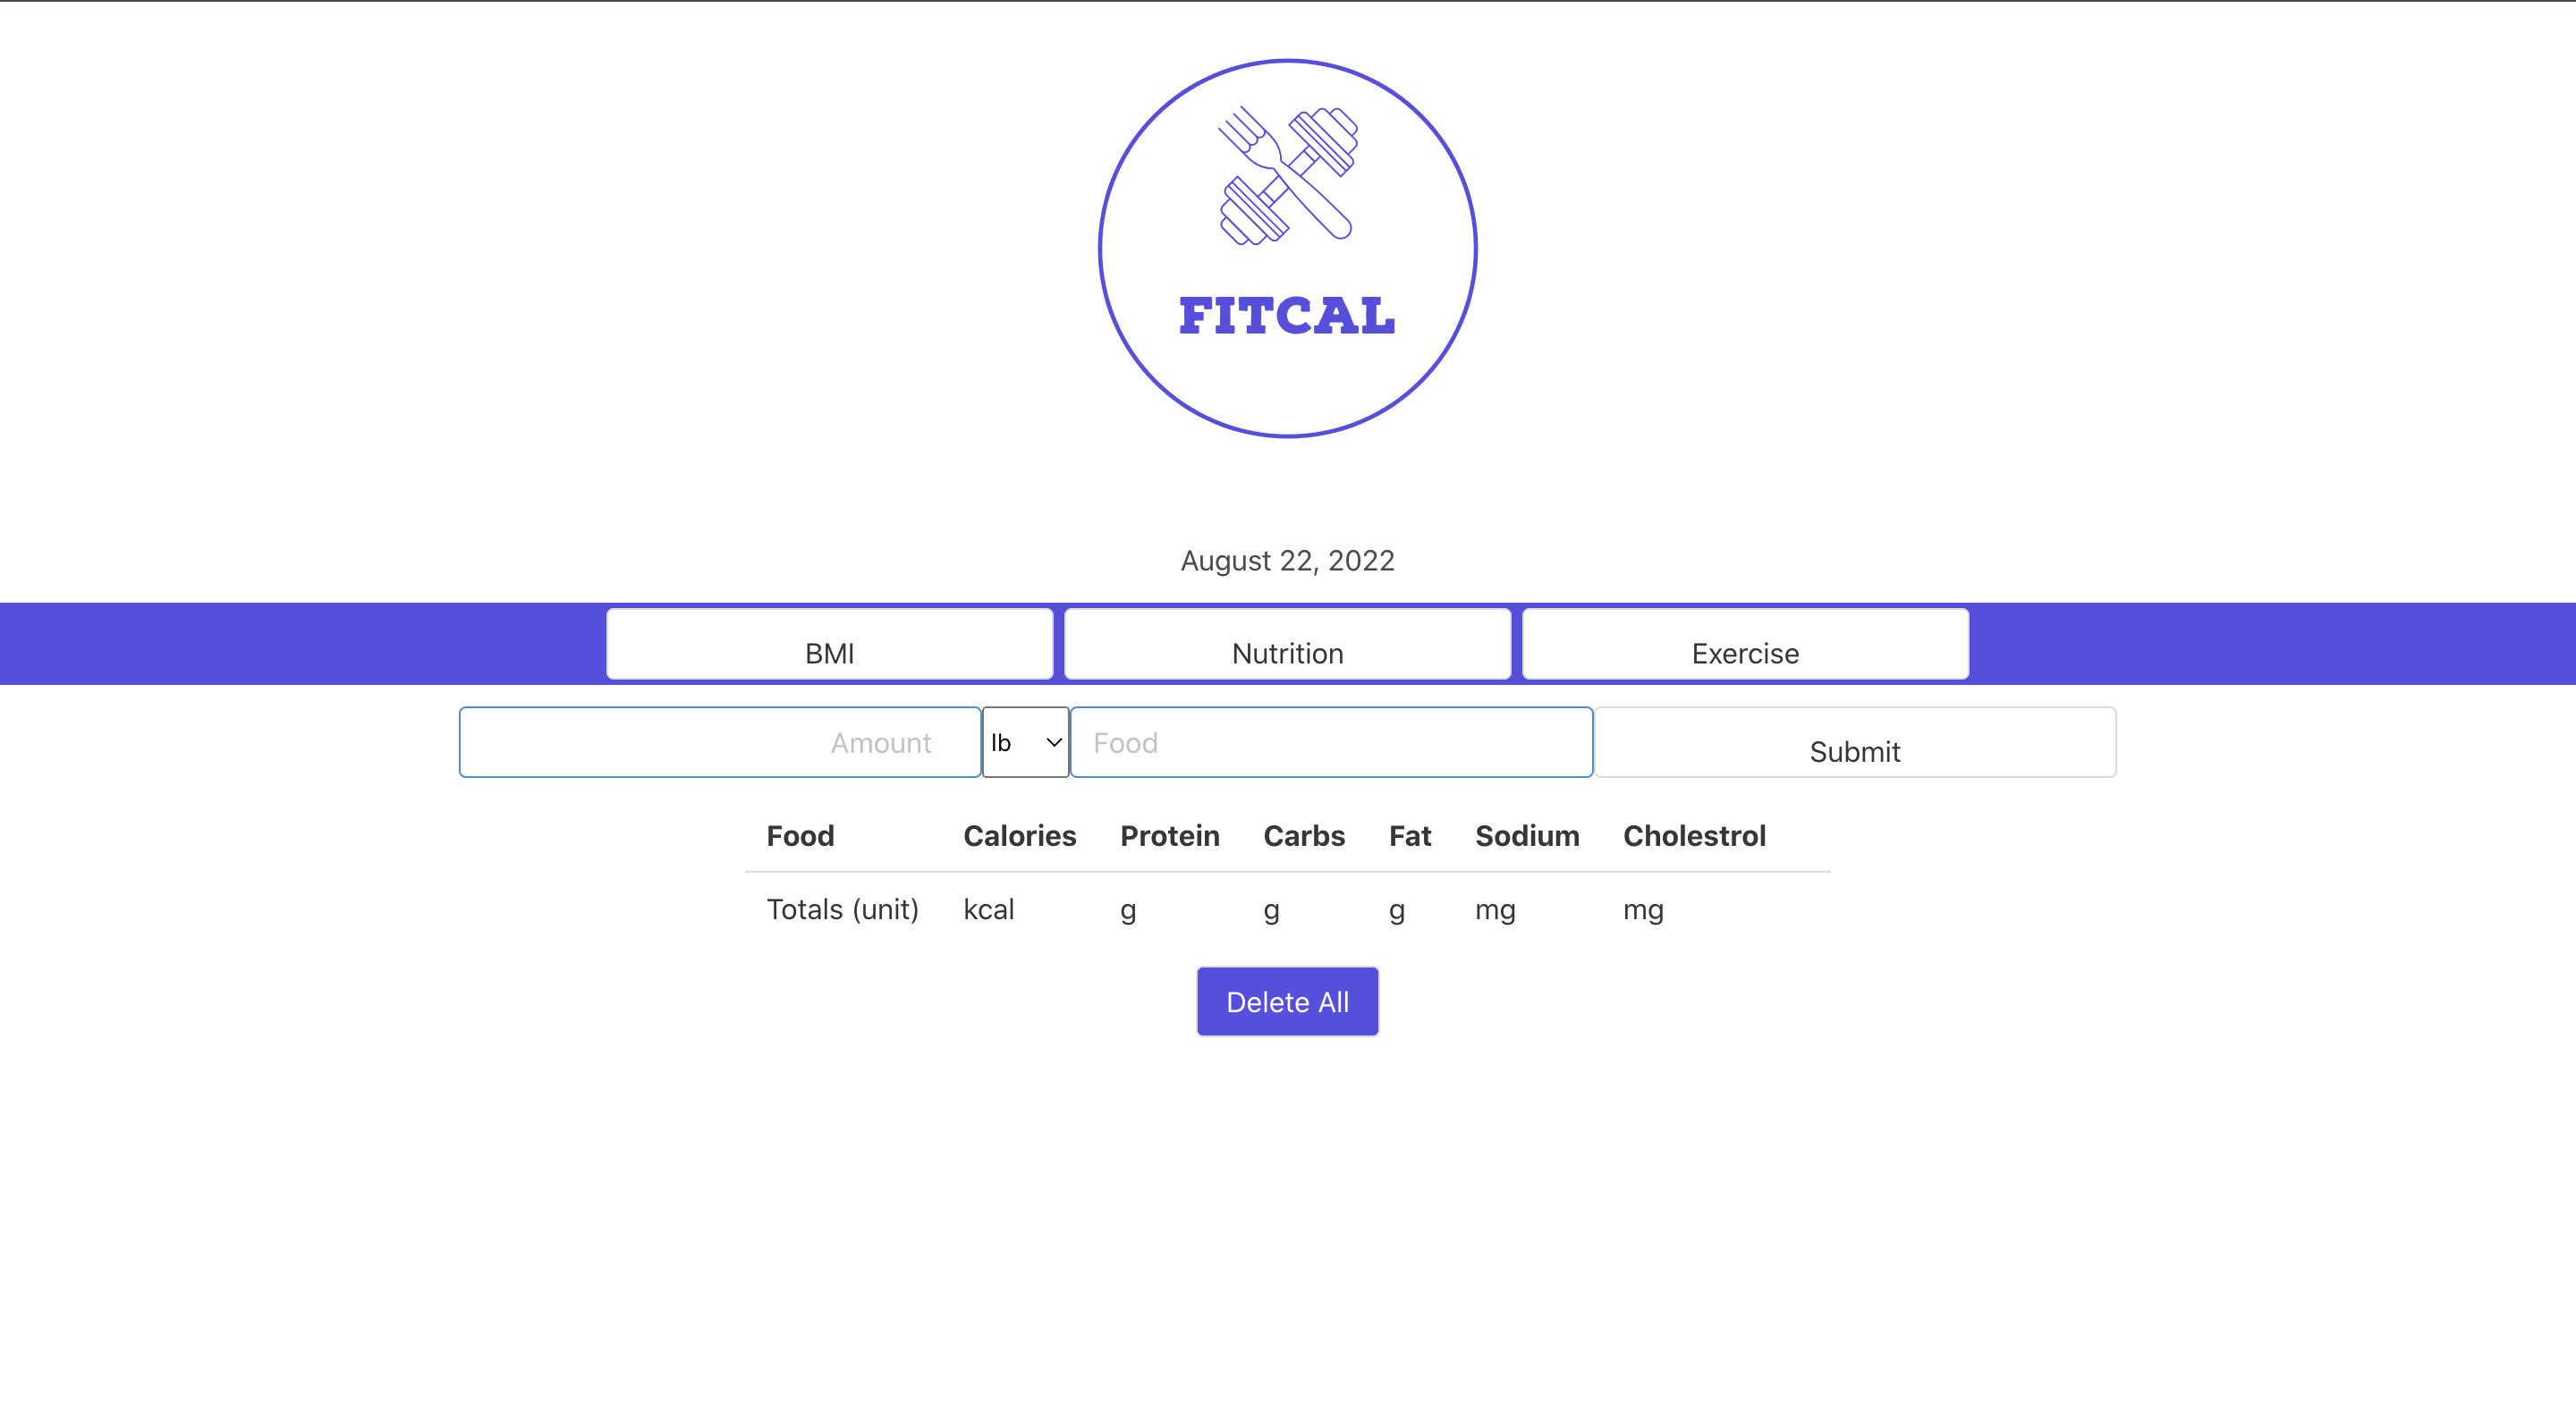 FITCAL
August 22, 2022
BMI Nutrition Exercise
Amount lb Food Submit
Food Calories Protein Carbs Fat Sodium Cholestrol
Totals (unit) kcal g g g mg mg
Delete All